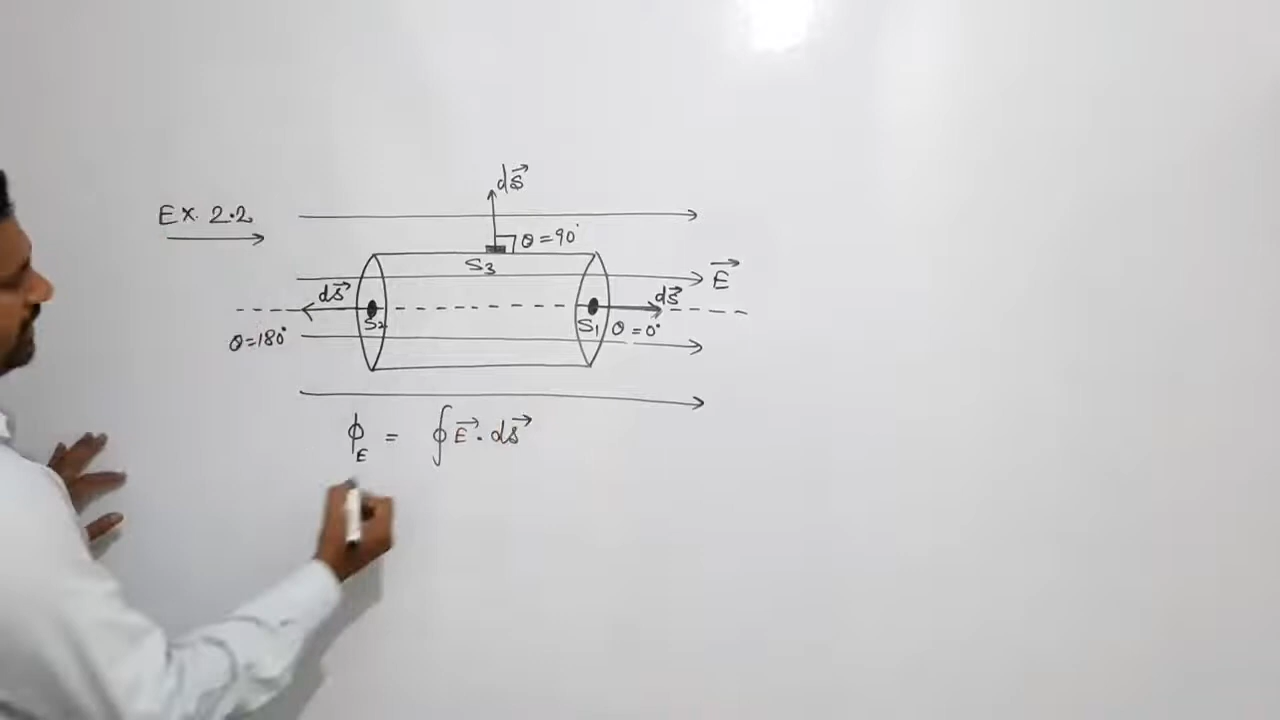 ds⃗
Ex. 2.2
θ = 90°
S3
E⃗
ds⃗
ds⃗
S2
S1
θ = 0°
θ=180°
ϕE = ∮ E⃗ . ds⃗